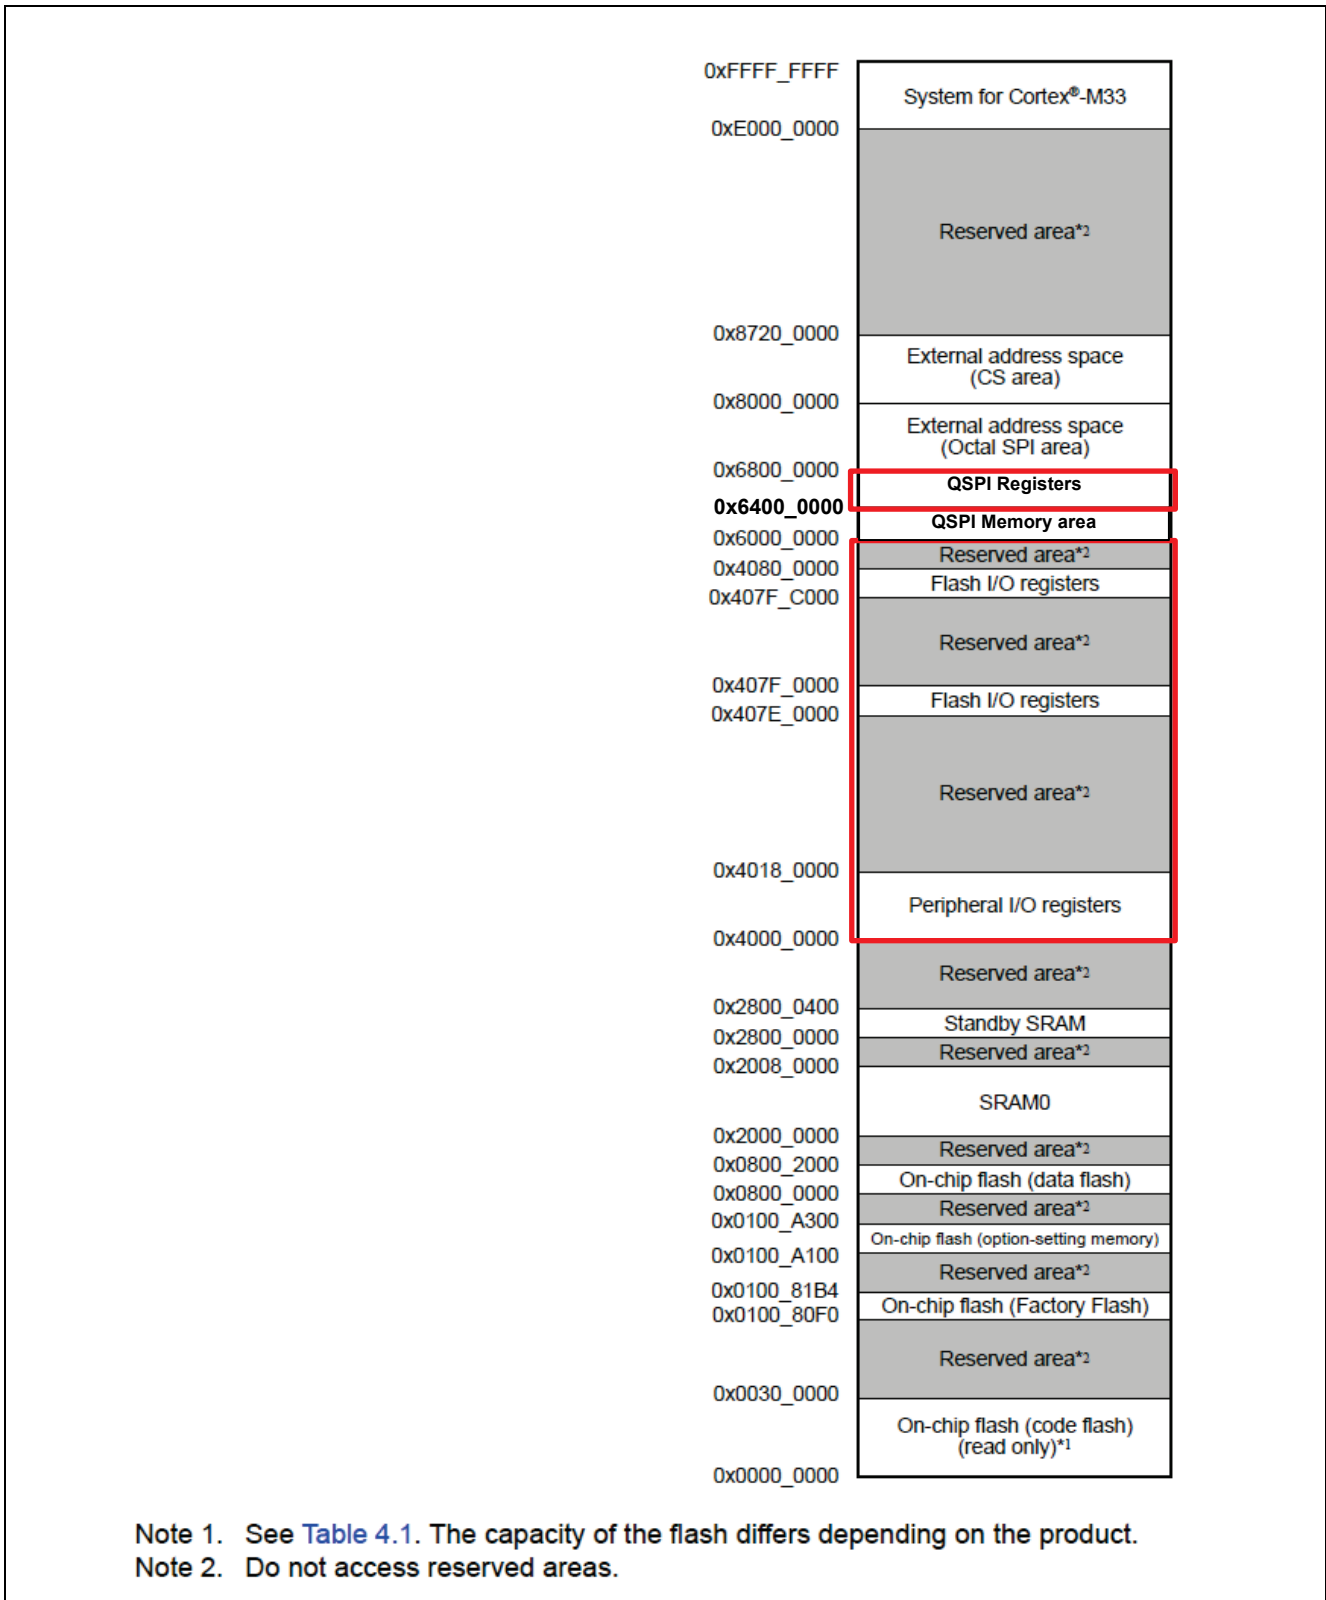 0xFFFF_FFFF
System for Cortex®-M33
0xE000_0000
Reserved area*2
0x8720_0000
External address space
(CS area)
0x8000_0000
External address space
(Octal SPI area)
0x6800_0000
QSPI Registers
0x6400_0000
QSPI Memory area
0x6000_0000
Reserved area*2
0x4080_0000
Flash I/O registers
0x407F_C000
Reserved area*2
0x407F_0000
Flash I/O registers
0x407E_0000
Reserved area*2
0x4018_0000
Peripheral I/O registers
0x4000_0000
Reserved area*2
0x2800_0400
Standby SRAM
0x2800_0000
Reserved area*2
0x2008_0000
SRAM0
0x2000_0000
Reserved area*2
0x0800_2000
On-chip flash (data flash)
0x0800_0000
Reserved area*2
0x0100_A300
On-chip flash (option-setting memory)
0x0100_A100
Reserved area*2
0x0100_81B4
On-chip flash (Factory Flash)
0x0100_80F0
Reserved area*2
0x0030_0000
On-chip flash (code flash)
(read only)*1
0x0000_0000
Note 1. See Table 4.1. The capacity of the flash differs depending on the product.
Note 2. Do not access reserved areas.